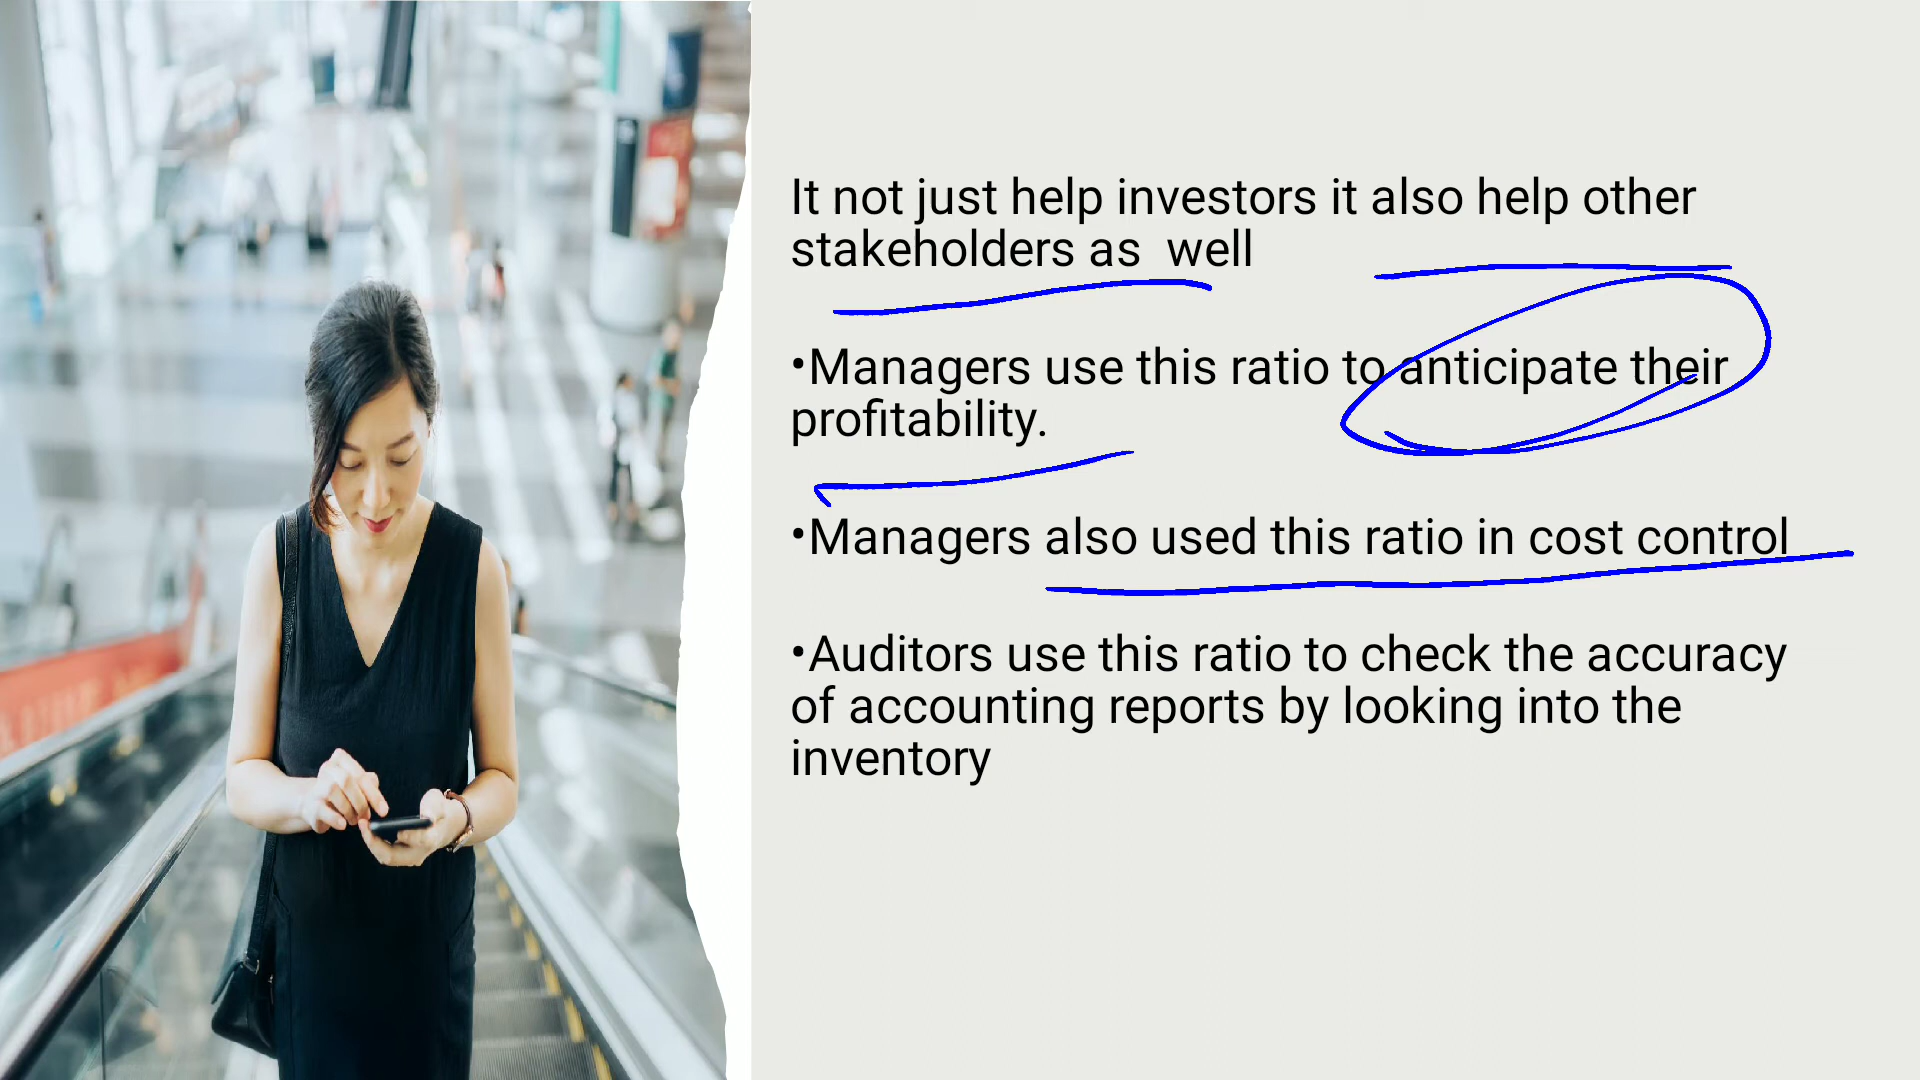 It not just help investors it also help other
stakeholders as  well
•Managers use this ratio to anticipate their
profitability.
•Managers also used this ratio in cost control
•Auditors use this ratio to check the accuracy
of accounting reports by looking into the
inventory